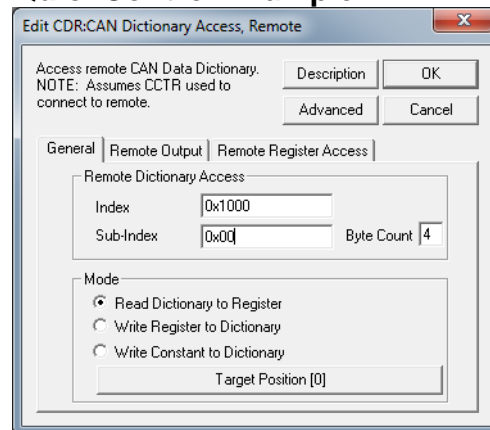 Edit CDR:CAN Dictionary Access, Remote
Access remote CAN Data Dictionary.
NOTE: Assumes CCTR used to
connect to remote.
Description
OK
Advanced
Cancel
General
Remote Output
Remote Register Access
Remote Dictionary Access
Index
0x1000
Sub-Index
0x00
Byte Count
4
Mode
Read Dictionary to Register
Write Register to Dictionary
Write Constant to Dictionary
Target Position [0]